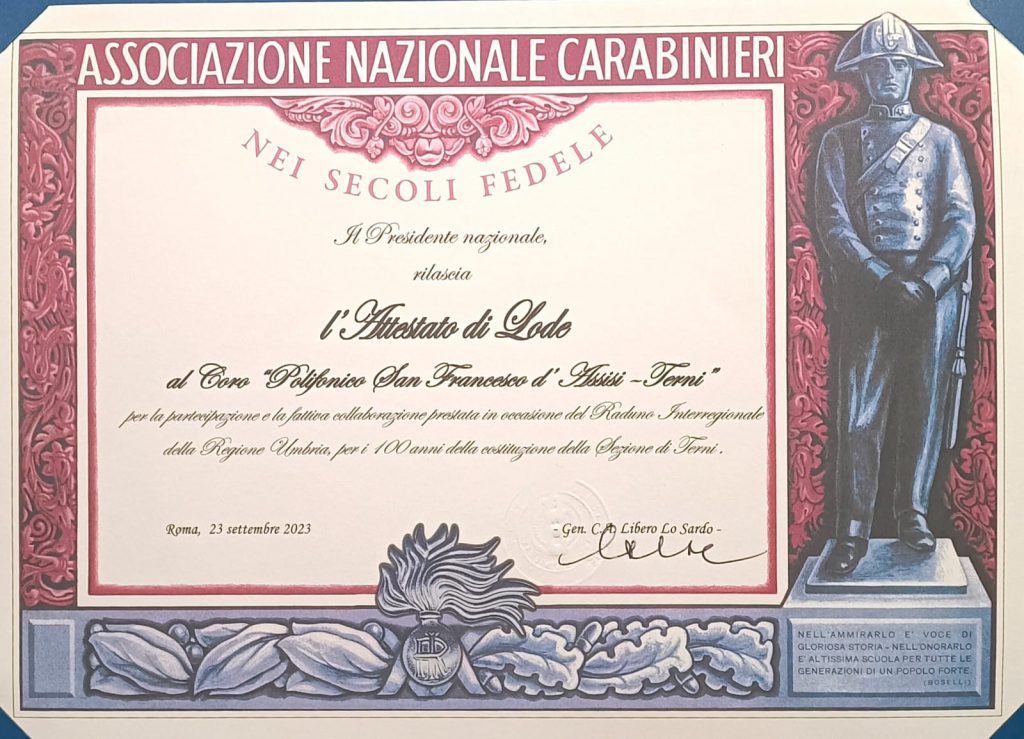 ASSOCIAZIONE NAZIONALE CARABINIERI
NEI SECOLI FEDELE
Il Presidente nazionale,
rilascia
l'Attestato di Lode
al Coro "Polifonico San Francesco d' Assisi - Terni"
per la partecipazione e la fattiva collaborazione prestata in occasione del Raduno Interregionale
della Regione Umbria, per i 100 anni della costituzione della Sezione di Terni.
Roma, 23 settembre 2023
- Gen. C.A. Libero Lo Sardo -
RI
NELL'AMMIRARLO E' VOCE DI
GLORIOSA STORIA - NELL'ONORARLO
E' ALTISSIMA SCUOLA PER TUTTE LE
GENERAZIONI DI UN POPOLO FORTE.
(BOSELLI)